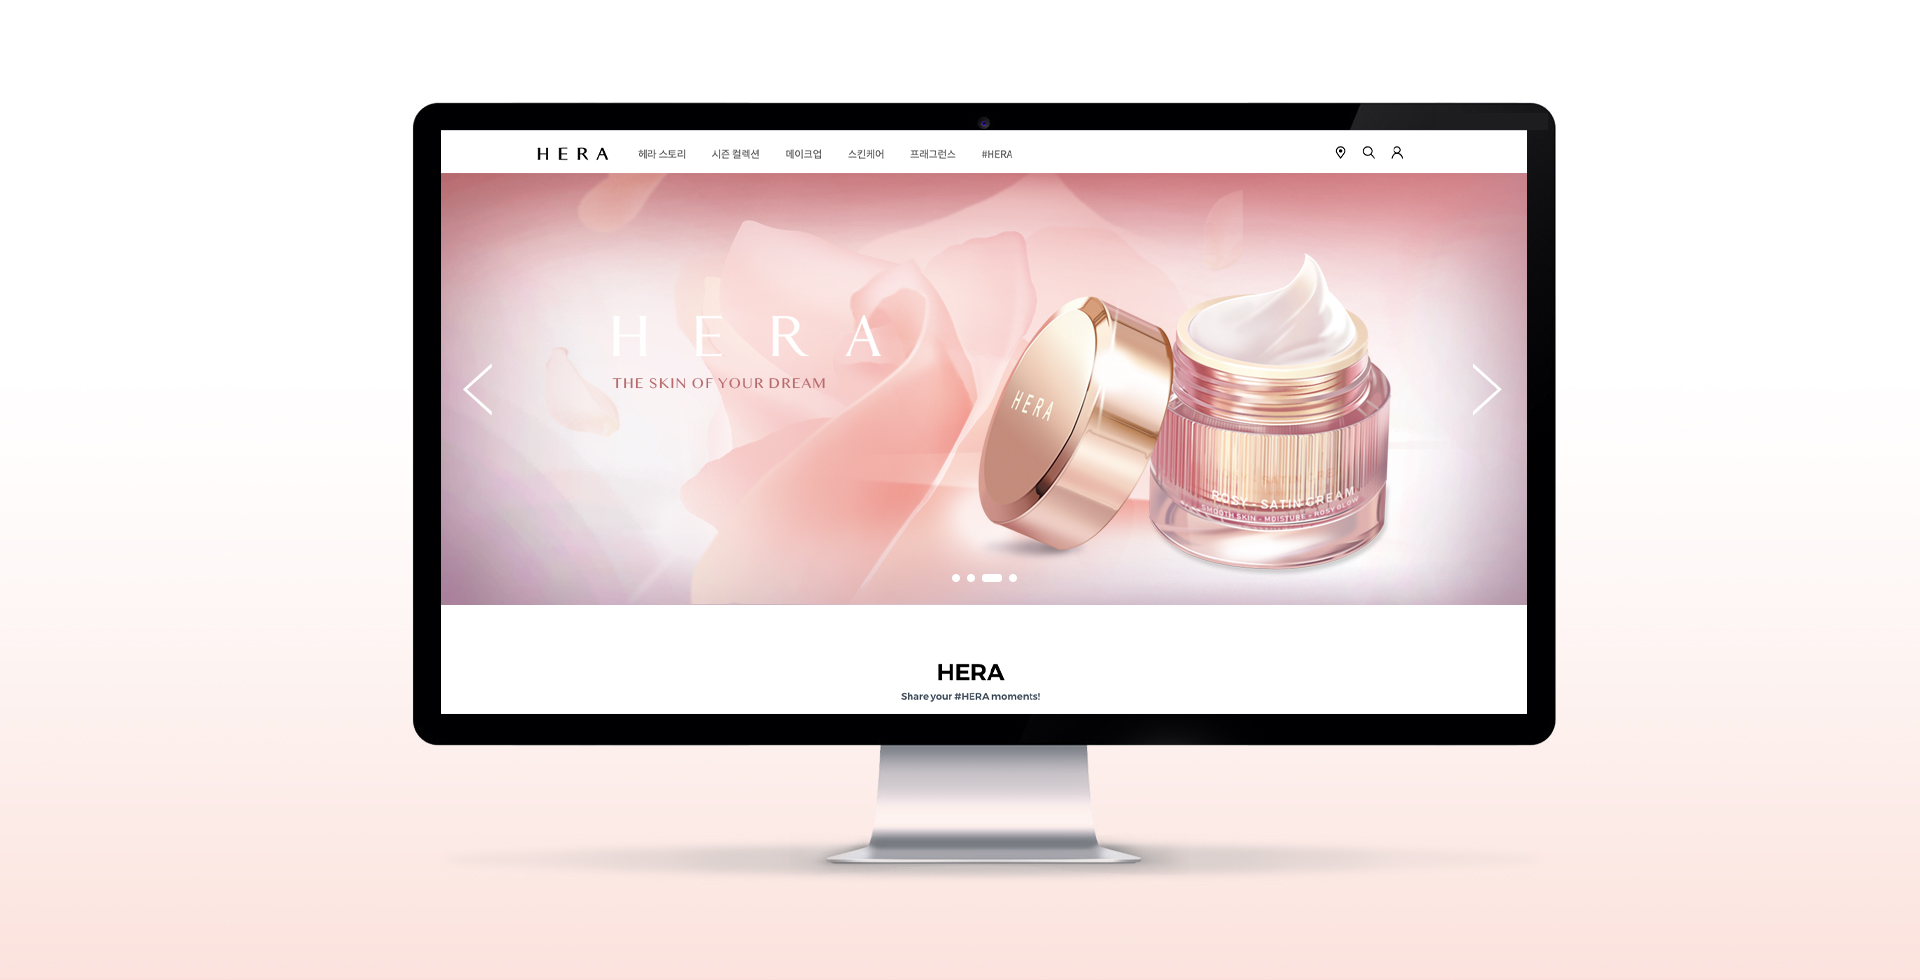 HERA 헤라 스토리 시즌 컬렉션 메이크업 스킨케어 프래그런스 #HERA
HERA
THE SKIN OF YOUR DREAM
HERA
ROSY - SATIN CREAM
SMOOTH SKIN - MOISTURE - ROSY GLOW
HERA
Share your #HERA moments!